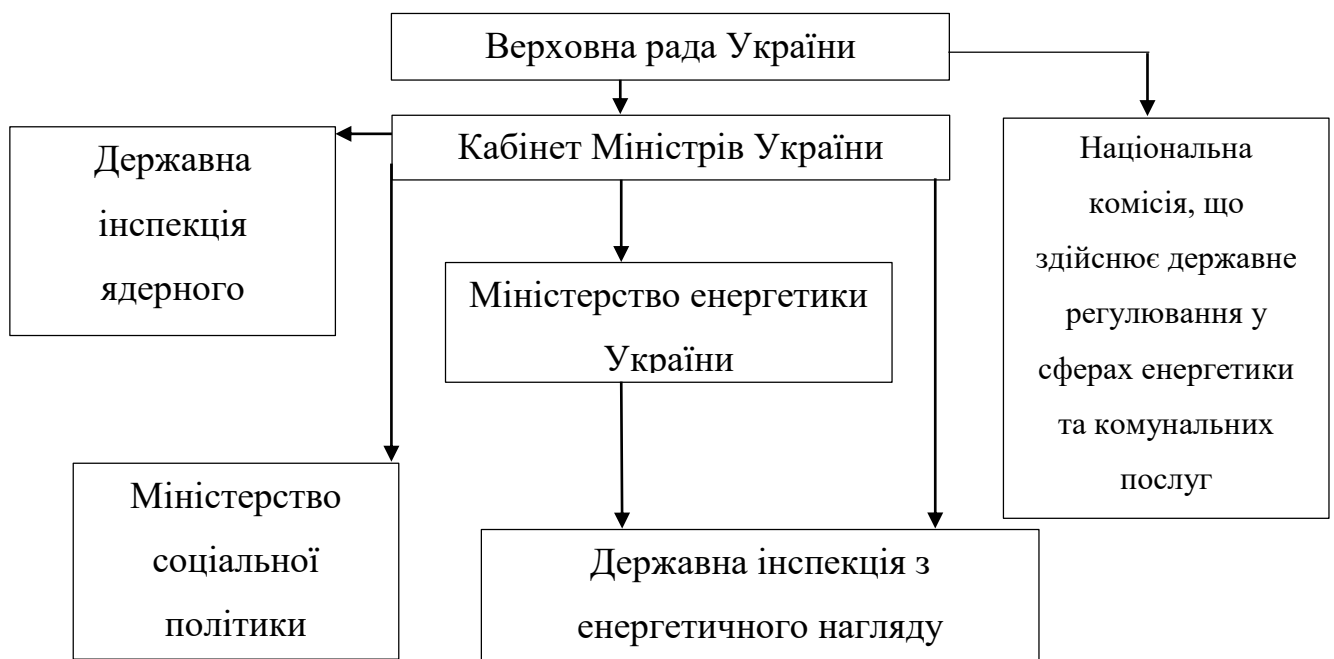 Верховна рада України
Кабінет Міністрів України
Державна
інспекція
ядерного
Національна
комісія, що
здійснює державне
регулювання у
сферах енергетики
та комунальних
послуг
Міністерство енергетики
України
Міністерство
соціальної
політики
Державна інспекція з
енергетичного нагляду